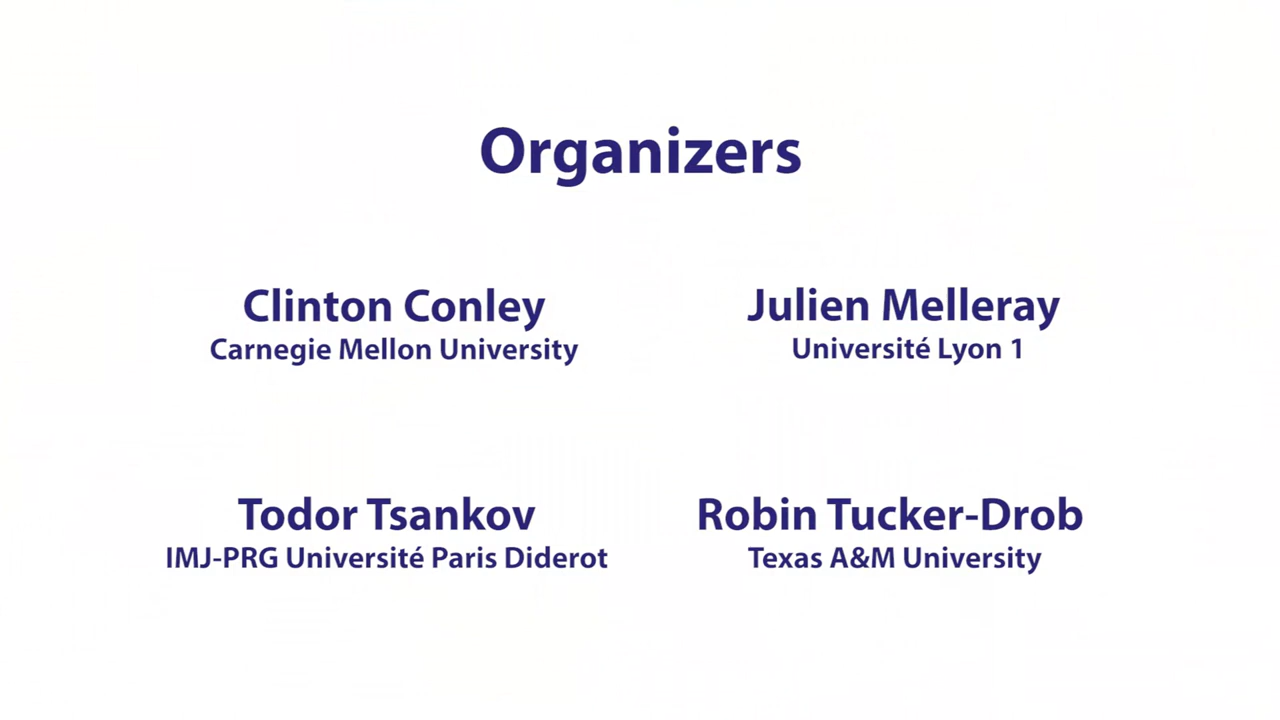 Organizers
Clinton Conley
Carnegie Mellon University
Julien Melleray
Université Lyon 1
Todor Tsankov
IMJ-PRG Université Paris Diderot
Robin Tucker-Drob
Texas A&M University